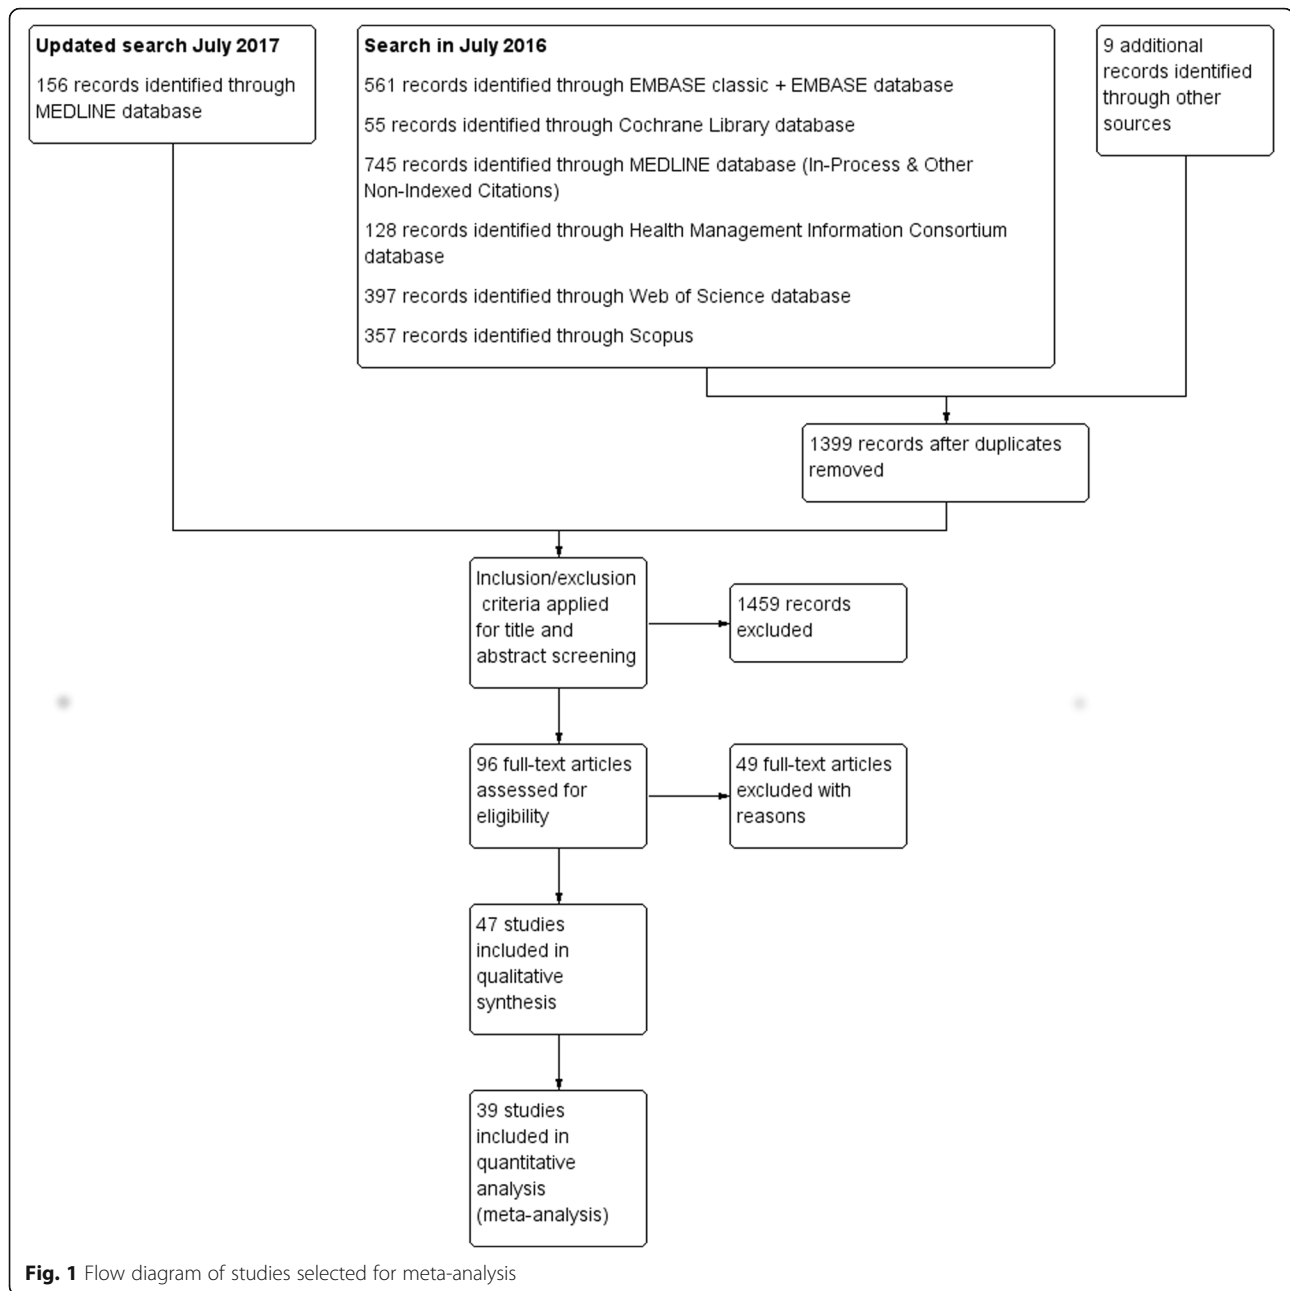 Updated search July 2017
156 records identified through
MEDLINE database
Search in July 2016
561 records identified through EMBASE classic + EMBASE database
55 records identified through Cochrane Library database
745 records identified through MEDLINE database (In-Process & Other
Non-Indexed Citations)
128 records identified through Health Management Information Consortium
database
397 records identified through Web of Science database
357 records identified through Scopus
9 additional
records identified
through other
sources
1399 records after duplicates
removed
Inclusion/exclusion
criteria applied
for title and
abstract screening
1459 records
excluded
96 full-text articles
assessed for
eligibility
49 full-text articles
excluded with
reasons
47 studies
included in
qualitative
synthesis
39 studies
included in
quantitative
analysis
(meta-analysis)
Fig. 1 Flow diagram of studies selected for meta-analysis